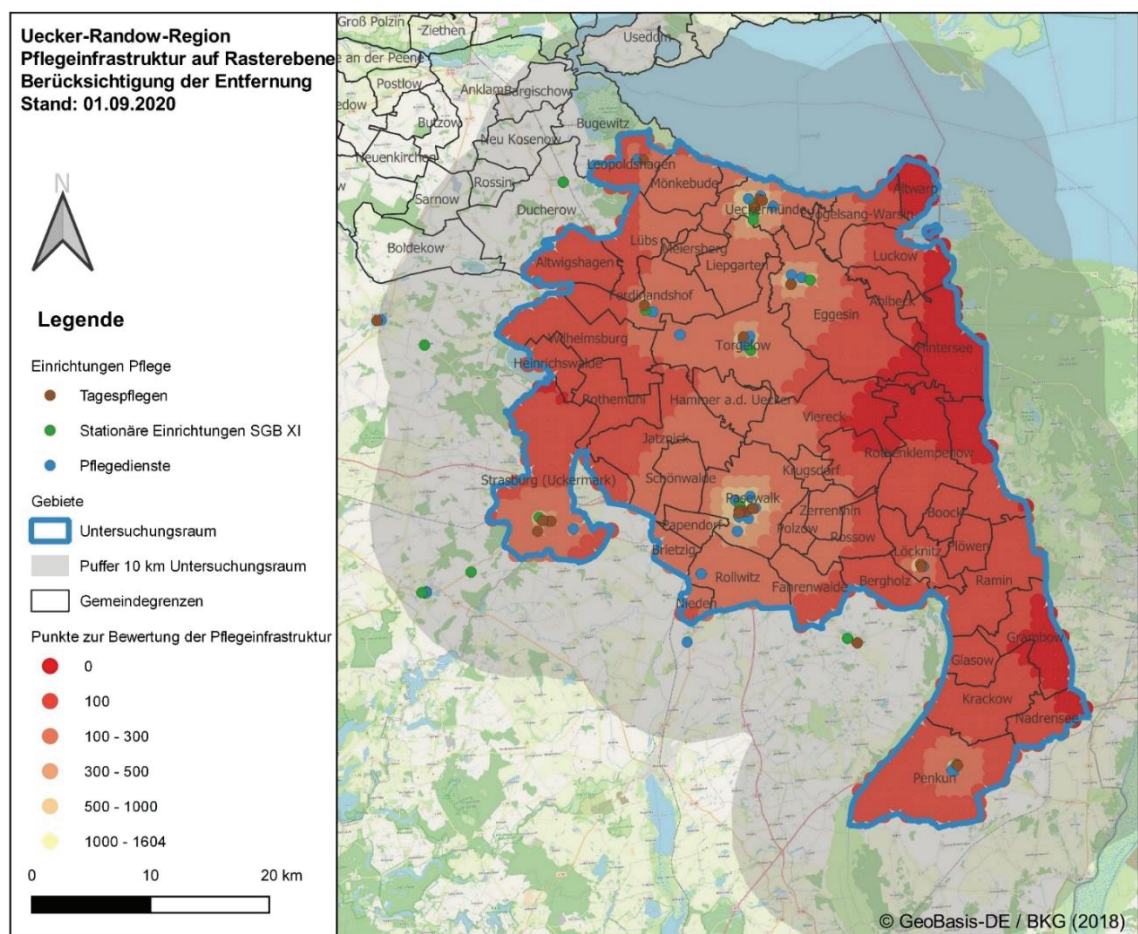 Uecker-Randow-Region
Pflegeinfrastruktur auf Rasterebene
Berücksichtigung der Entfernung
Stand: 01.09.2020
N
Legende
Einrichtungen Pflege
Tagespflegen
Stationäre Einrichtungen SGB XI
Pflegedienste
Gebiete
Untersuchungsraum
Puffer 10 km Untersuchungsraum
Gemeindegrenzen
Punkte zur Bewertung der Pflegeinfrastruktur
0
100
100 - 300
300 - 500
500 - 1000
1000 - 1604
0 10 20 km
Groß Polzin
Ziethen
Usedom
an der Peene
Postlow
Anklam
Bargischow
Butzow
Bugewitz
Neu Kosenow
Neuenkirchen
Leopoldshagen
Mönkebude
Altwarp
Rossin
Sarnow
Ducherow
Ueckermünde
Vogelsang-Warsin
Boldekow
Lübs
Meiersberg
Altwigshagen
Liepgarten
Luckow
Ferdinandshof
Ahlbeck
Eggesin
Wilhelmsburg
Torgelow
Hintersee
Heinrichswalde
Rothemühl
Hammer a.d. Uecker
Viereck
Jatznick
Rothenklempenow
Strasburg (Uckermark)
Schönwalde
Krugsdorf
Pasewalk
Zerrenthin
Boock
Papendorf
Polzow
Rossow
Plöwen
Brietzig
Löcknitz
Rollwitz
Fahrenwalde
Bergholz
Ramin
Nieden
Grambow
Glasow
Krackow
Nadrensee
Penkun
© GeoBasis-DE / BKG (2018)